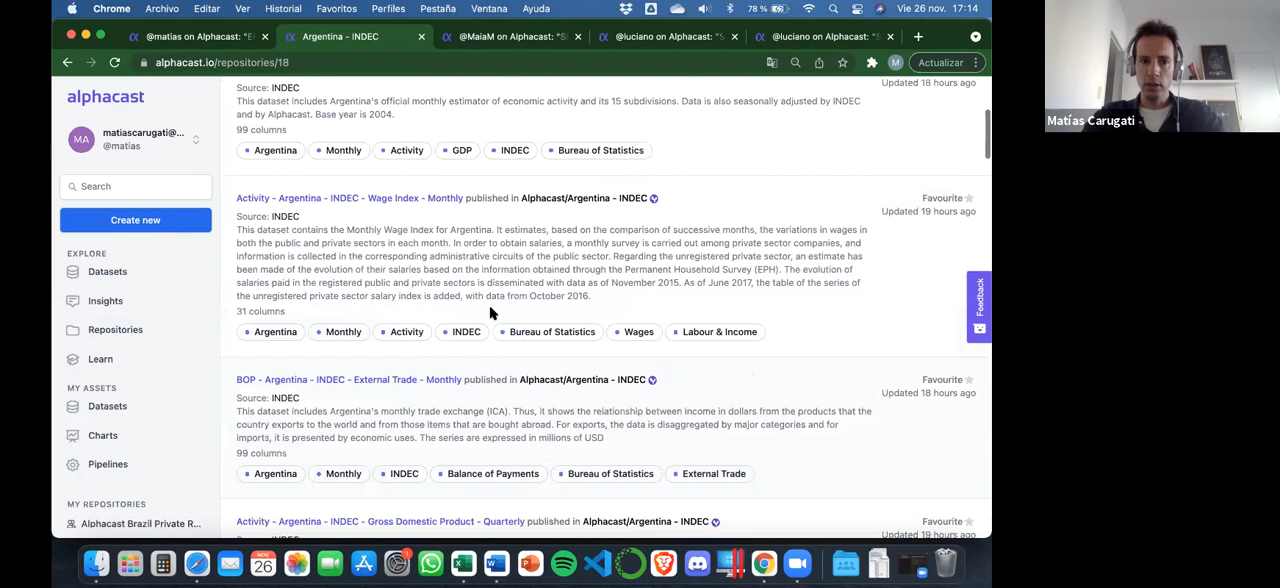 Chrome Archivo Editar Ver Historial Favoritos Perfiles Pestaña Ventana Ayuda 78 % Vie 26 nov. 17:14
@matias on Alphacast: "E Argentina - INDEC @MaiaM on Alphacast: "Sl @luciano on Alphacast: "S @luciano on Alphacast: "S
alphacast.io/repositories/18 M Actualizar
alphacast
MA matiascarugati@...
@matias
Search
Create new
EXPLORE
Datasets
Insights
Repositories
Learn
MY ASSETS
Datasets
Charts
Pipelines
MY REPOSITORIES
Alphacast Brazil Private R...
Source: INDEC Updated 18 hours ago
This dataset includes Argentina's official monthly estimator of economic activity and its 15 subdivisions. Data is also seasonally adjusted by INDEC
and by Alphacast. Base year is 2004.
99 columns
Argentina Monthly Activity GDP INDEC Bureau of Statistics
Activity - Argentina - INDEC - Wage Index - Monthly published in Alphacast/Argentina - INDEC Favourite
Source: INDEC Updated 19 hours ago
This dataset contains the Monthly Wage Index for Argentina. It estimates, based on the comparison of successive months, the variations in wages in
both the public and private sectors in each month. In order to obtain salaries, a monthly survey is carried out among private sector companies, and
information is collected in the corresponding administrative circuits of the public sector. Regarding the unregistered private sector, an estimate has
been made of the evolution of their salaries based on the information obtained through the Permanent Household Survey (EPH). The evolution of
salaries paid in the registered public and private sectors is disseminated with data as of November 2015. As of June 2017, the table of the series of
the unregistered private sector salary index is added, with data from October 2016.
31 columns
Argentina Monthly Activity INDEC Bureau of Statistics Wages Labour & Income
BOP - Argentina - INDEC - External Trade - Monthly published in Alphacast/Argentina - INDEC Favourite
Source: INDEC Updated 18 hours ago
This dataset includes Argentina's monthly trade exchange (ICA). Thus, it shows the relationship between income in dollars from the products that the
country exports to the world and from those items that are bought abroad. For exports, the data is disaggregated by major categories and for
imports, it is presented by economic uses. The series are expressed in millions of USD
99 columns
Argentina Monthly INDEC Balance of Payments Bureau of Statistics External Trade
Activity - Argentina - INDEC - Gross Domestic Product - Quarterly published in Alphacast/Argentina - INDEC Favourite
Updated 19 hours ago
Feedback
NOV
26
1
Matías Carugati